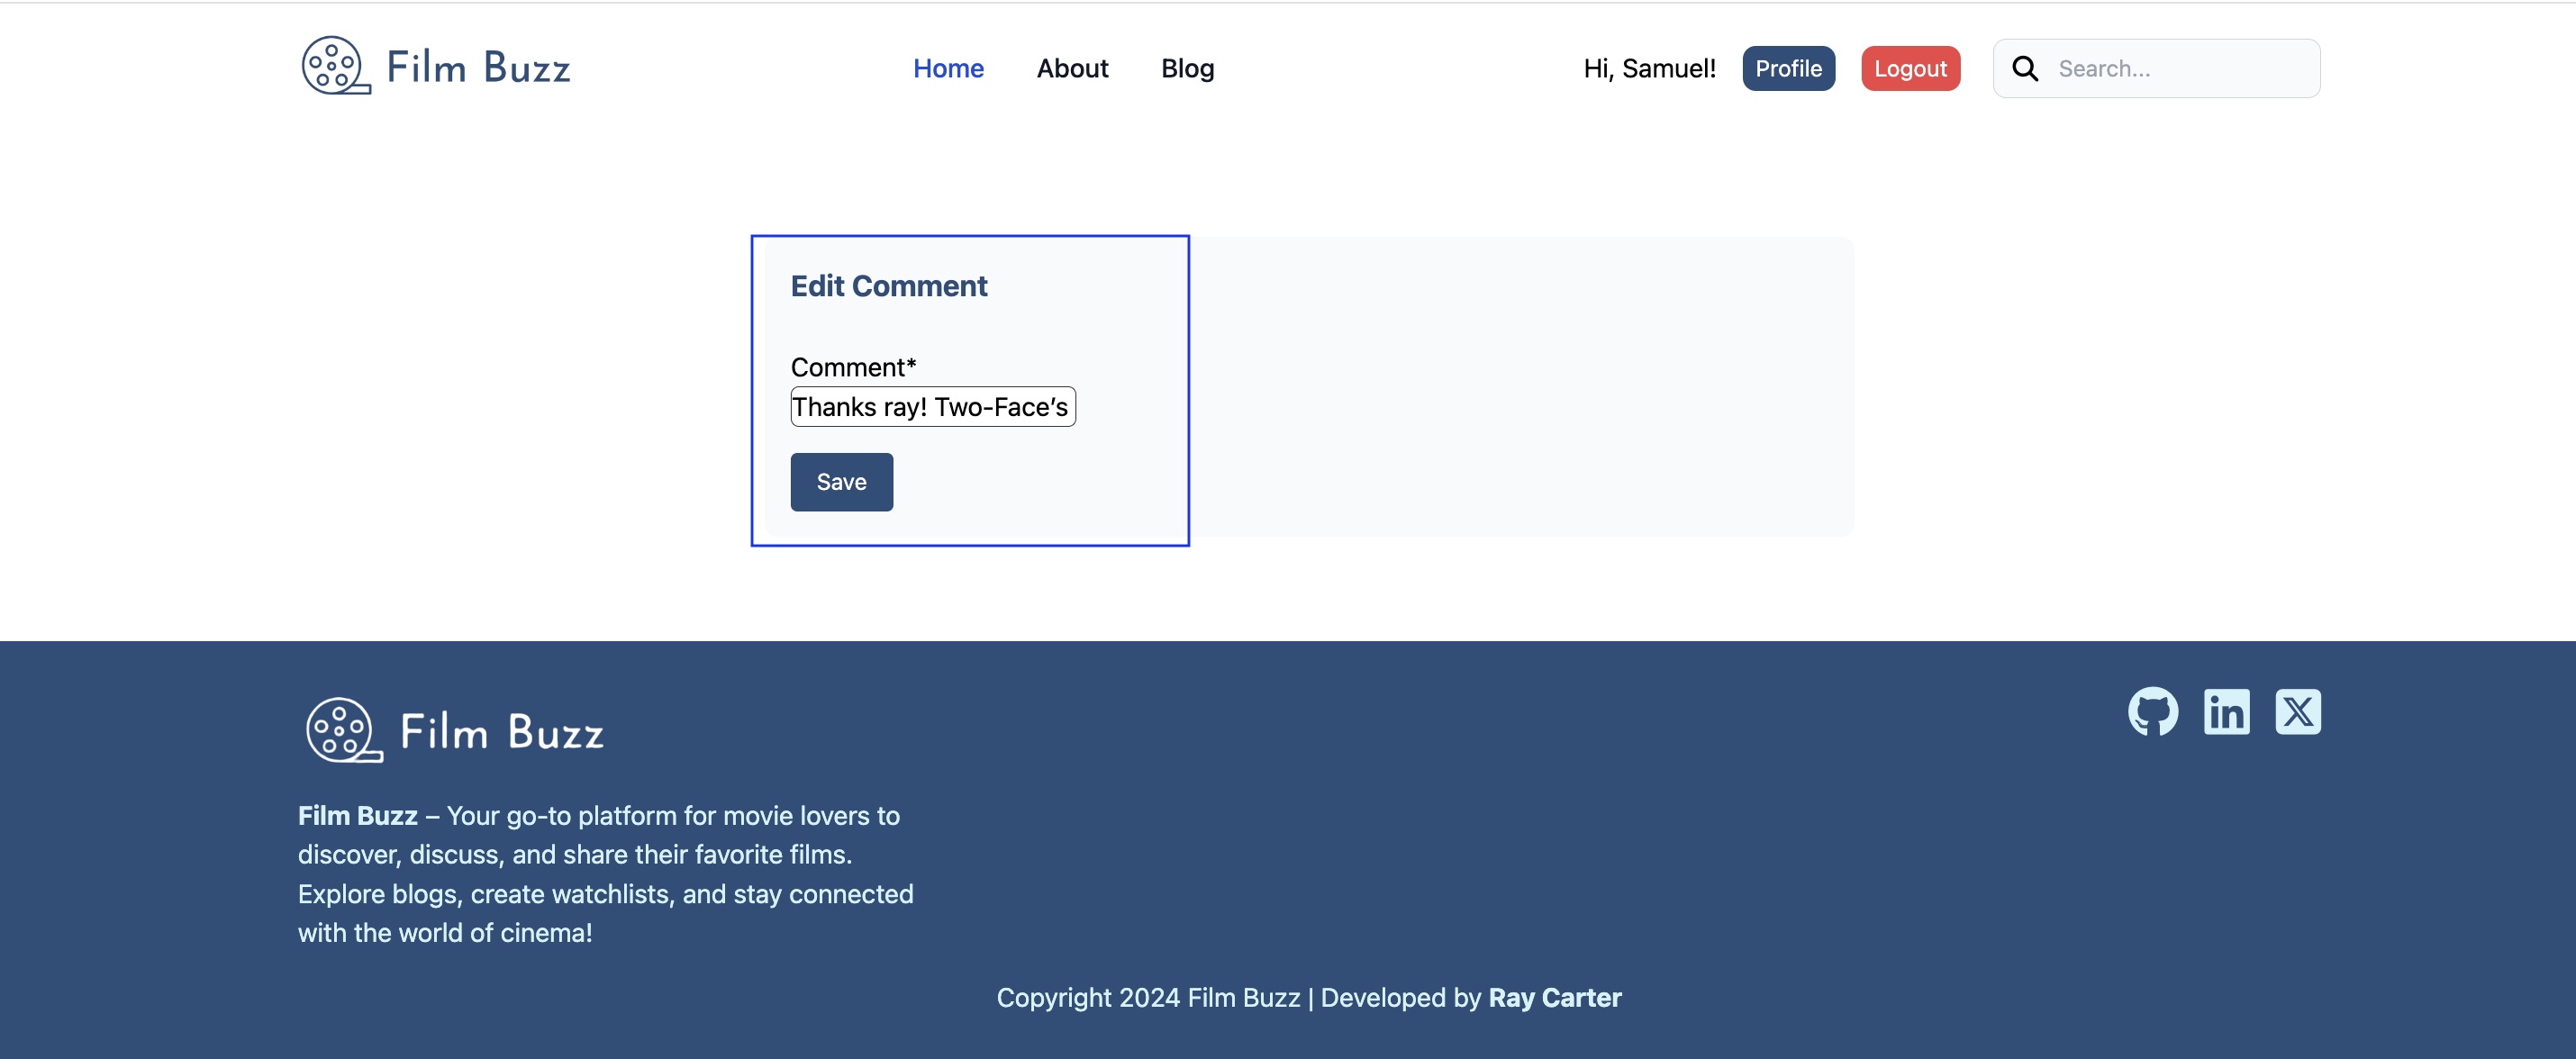 Film Buzz
Home About Blog
Hi, Samuel! Profile Logout Search...
Edit Comment
Comment*
Thanks ray! Two-Face’s
Save
Film Buzz
Film Buzz – Your go-to platform for movie lovers to
discover, discuss, and share their favorite films.
Explore blogs, create watchlists, and stay connected
with the world of cinema!
Copyright 2024 Film Buzz | Developed by Ray Carter